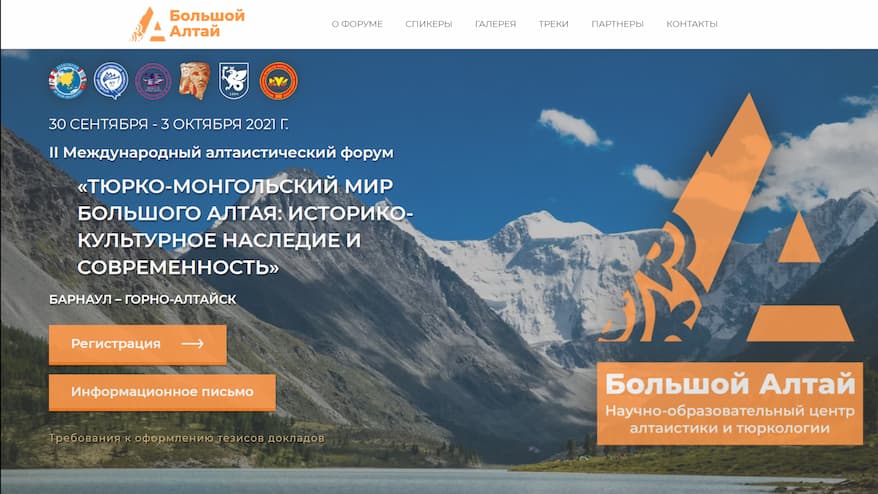 Большой
Алтай
О ФОРУМЕ СПИКЕРЫ ГАЛЕРЕЯ ТРЕКИ ПАРТНЕРЫ КОНТАКТЫ
30 СЕНТЯБРЯ - 3 ОКТЯБРЯ 2021 Г.
II Международный алтаистический форум
«ТЮРКО-МОНГОЛЬСКИЙ МИР
БОЛЬШОГО АЛТАЯ: ИСТОРИКО-
КУЛЬТУРНОЕ НАСЛЕДИЕ И
СОВРЕМЕННОСТЬ»
БАРНАУЛ – ГОРНО-АЛТАЙСК
Регистрация
Информационное письмо
Требования к оформлению тезисов докладов
Большой Алтай
Научно-образовательный центр
алтаистики и тюркологии